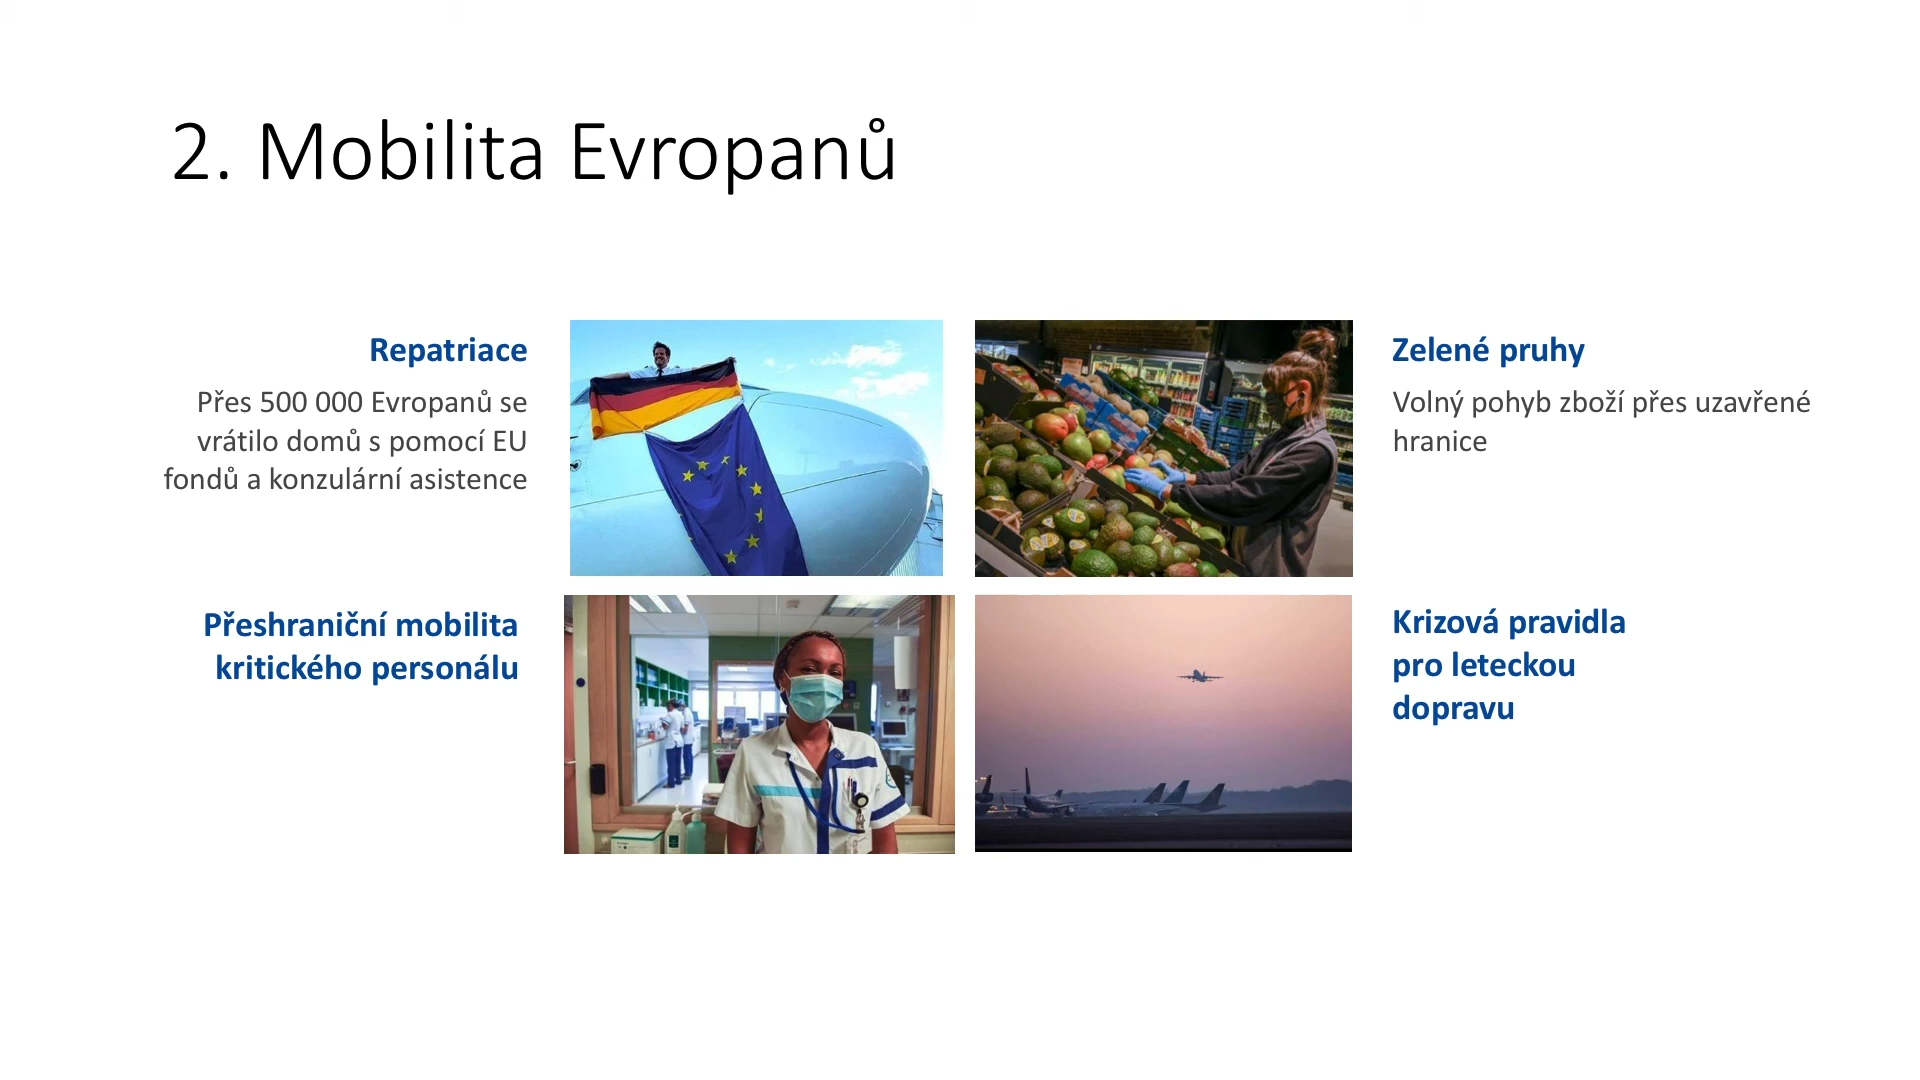 2. Mobilita Evropanů
Repatriace
Přes 500 000 Evropanů se
vrátilo domů s pomocí EU
fondů a konzulární asistence
Zelené pruhy
Volný pohyb zboží přes uzavřené
hranice
Přeshraniční mobilita
kritického personálu
Krizová pravidla
pro leteckou
dopravu